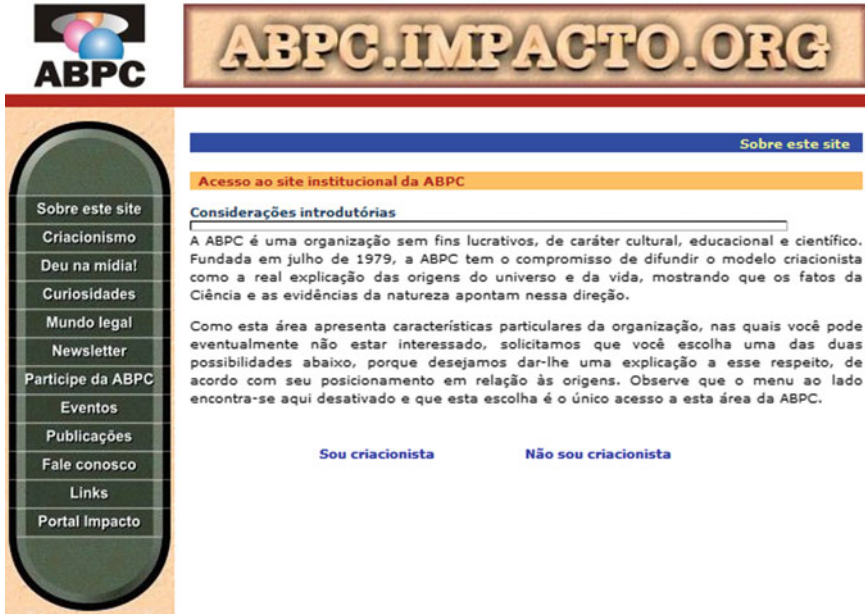 ABPC
ABPC.IMPACTO.ORG
Sobre este site
Criacionismo
Deu na mídia!
Curiosidades
Mundo legal
Newsletter
Participe da ABPC
Eventos
Publicações
Fale conosco
Links
Portal Impacto
Sobre este site
Acesso ao site institucional da ABPC
Considerações introdutórias
A ABPC é uma organização sem fins lucrativos, de caráter cultural, educacional e científico.
Fundada em julho de 1979, a ABPC tem o compromisso de difundir o modelo criacionista
como a real explicação das origens do universo e da vida, mostrando que os fatos da
Ciência e as evidências da natureza apontam nessa direção.
Como esta área apresenta características particulares da organização, nas quais você pode
eventualmente não estar interessado, solicitamos que você escolha uma das duas
possibilidades abaixo, porque desejamos dar-lhe uma explicação a esse respeito, de
acordo com seu posicionamento em relação às origens. Observe que o menu ao lado
encontra-se aqui desativado e que esta escolha é o único acesso a esta área da ABPC.
Sou criacionista
Não sou criacionista